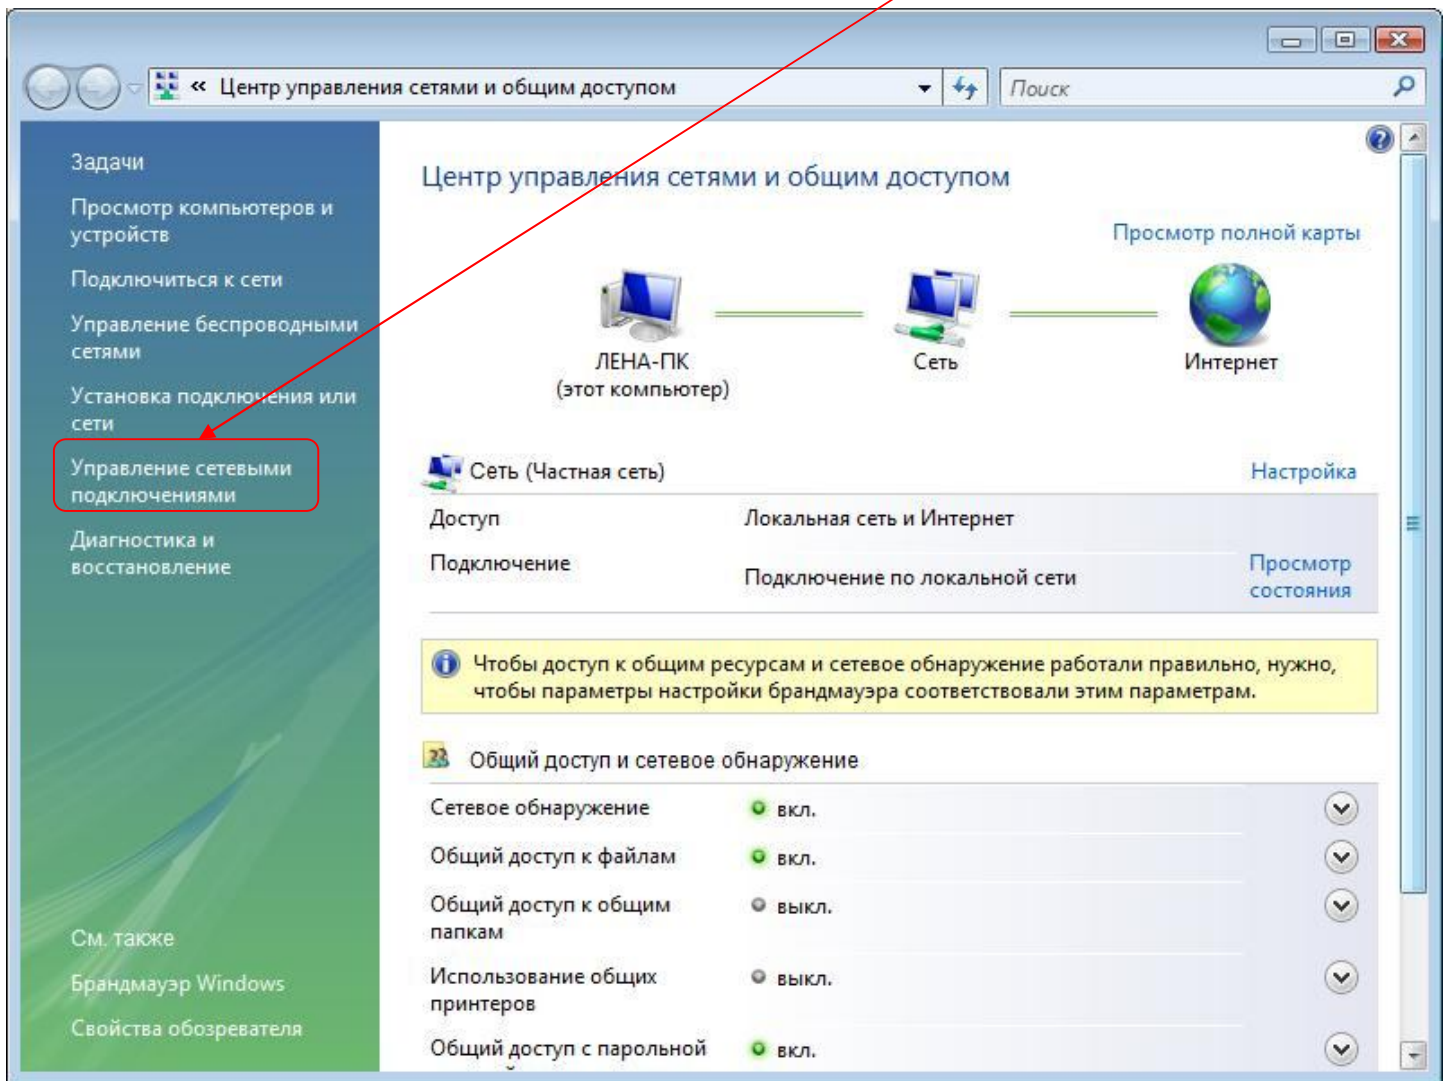 « Центр управления сетями и общим доступом
Поиск
Задачи
Просмотр компьютеров и
устройств
Подключиться к сети
Управление беспроводными
сетями
Установка подключения или
сети
Управление сетевыми
подключениями
Диагностика и
восстановление
См. также
Брандмауэр Windows
Свойства обозревателя
Центр управления сетями и общим доступом
Просмотр полной карты
ЛЕНА-ПК
(этот компьютер)
Сеть
Интернет
Сеть (Частная сеть)
Настройка
Доступ
Локальная сеть и Интернет
Подключение
Подключение по локальной сети
Просмотр
состояния
Чтобы доступ к общим ресурсам и сетевое обнаружение работали правильно, нужно,
чтобы параметры настройки брандмауэра соответствовали этим параметрам.
Общий доступ и сетевое обнаружение
Сетевое обнаружение
вкл.
Общий доступ к файлам
вкл.
Общий доступ к общим
папкам
выкл.
Использование общих
принтеров
выкл.
Общий доступ с парольной
вкл.